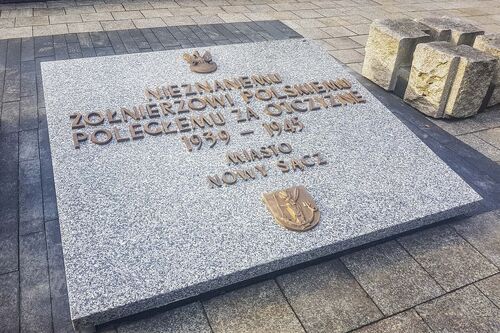 NIEZNANEMU
ŻOŁNIERZOWI POLSKIEMU
POLEGŁEMU ZA OJCZYZNĘ
1939 - 1945
MIASTO
NOWY SĄCZ